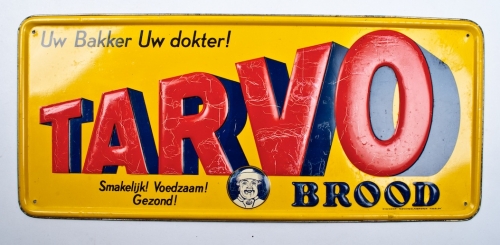 Uw Bakker Uw dokter!
TARVO
Smakelijk! Voedzaam!
Gezond!
BROOD